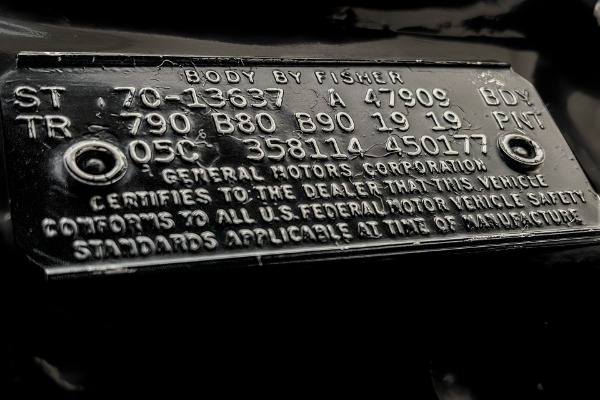 BODY BY FISHER
ST 70-13637 A 47909 BDY
TR 790 B80 B90 19 19 PNT
05C 358114 450177
GENERAL MOTORS CORPORATION
CERTIFIES TO THE DEALER THAT THIS VEHICLE
CONFORMS TO ALL U.S. FEDERAL MOTOR VEHICLE SAFETY
STANDARDS APPLICABLE AT TIME OF MANUFACTURE